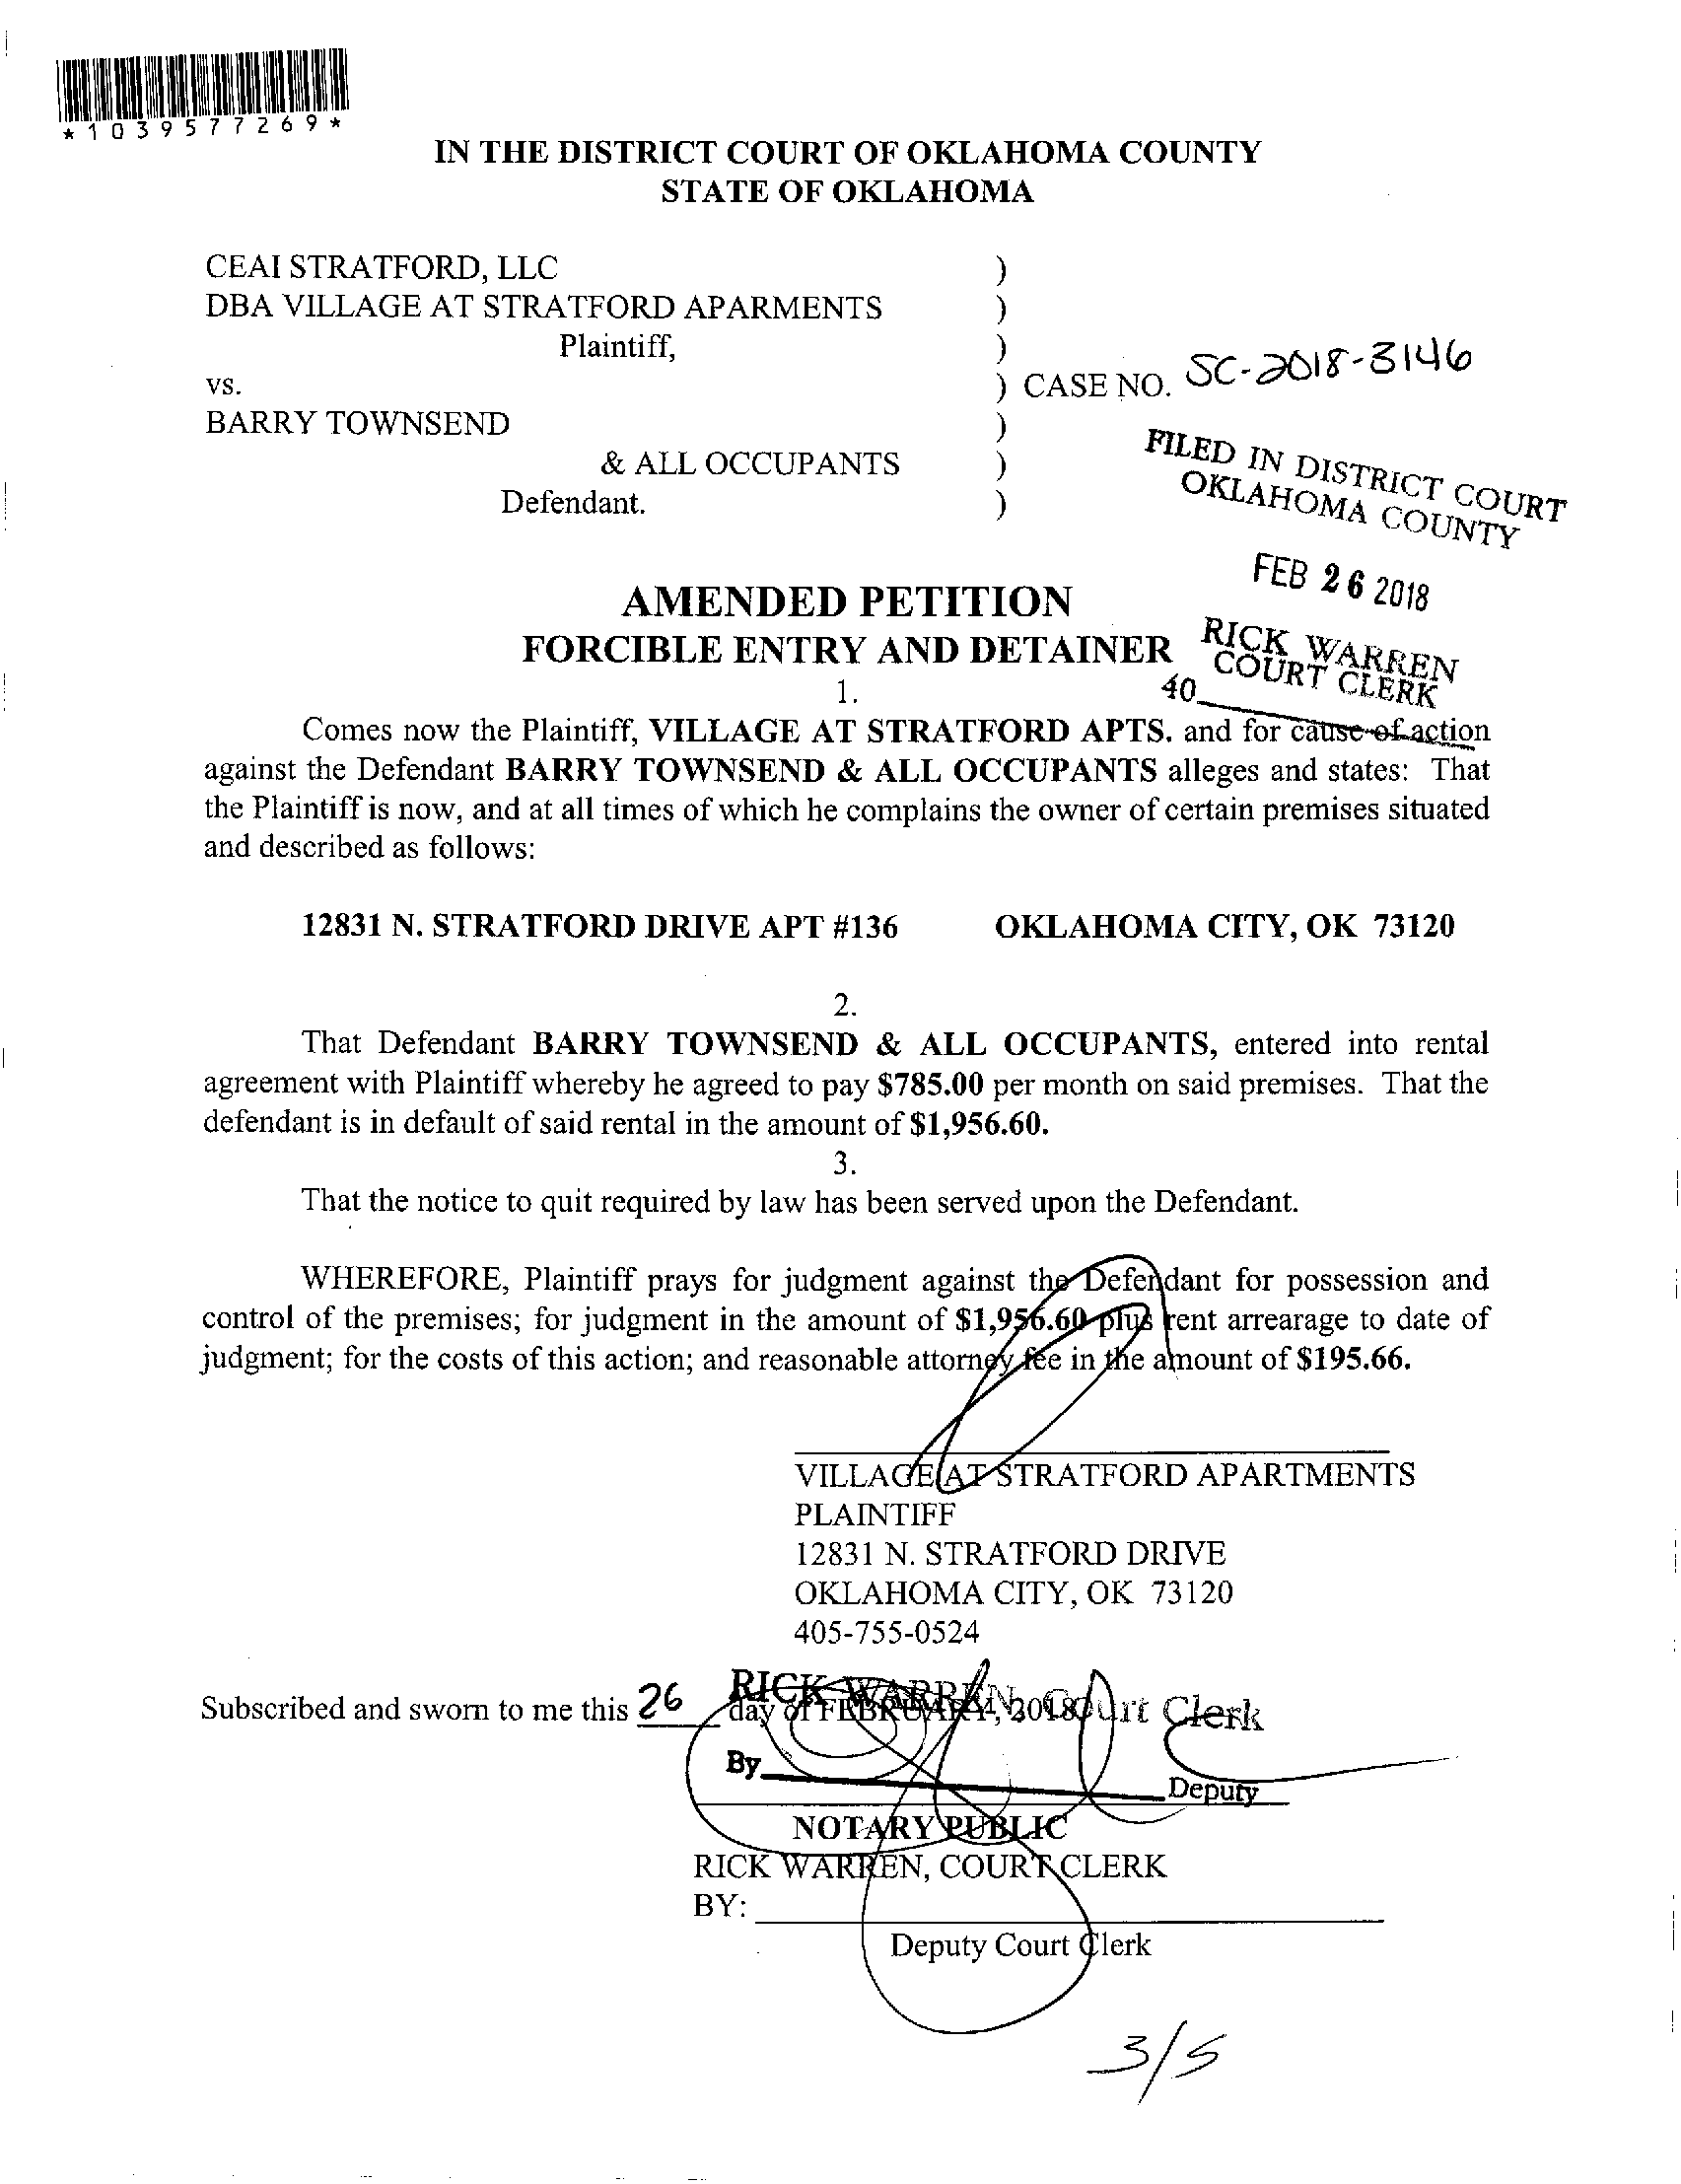 *1039577269*
IN THE DISTRICT COURT OF OKLAHOMA COUNTY
STATE OF OKLAHOMA
CEAI STRATFORD, LLC )
DBA VILLAGE AT STRATFORD APARMENTS )
Plaintiff, )
vs. ) CASE NO. SC-2018-3146
BARRY TOWNSEND )
& ALL OCCUPANTS )
Defendant. )
FILED IN DISTRICT COURT
OKLAHOMA COUNTY
FEB 26 2018
RICK WARREN
COURT CLERK
40
AMENDED PETITION
FORCIBLE ENTRY AND DETAINER
1.
Comes now the Plaintiff, VILLAGE AT STRATFORD APTS. and for cause of action
against the Defendant BARRY TOWNSEND & ALL OCCUPANTS alleges and states: That
the Plaintiff is now, and at all times of which he complains the owner of certain premises situated
and described as follows:
12831 N. STRATFORD DRIVE APT #136 OKLAHOMA CITY, OK 73120
2.
That Defendant BARRY TOWNSEND & ALL OCCUPANTS, entered into rental
agreement with Plaintiff whereby he agreed to pay $785.00 per month on said premises. That the
defendant is in default of said rental in the amount of $1,956.60.
3.
That the notice to quit required by law has been served upon the Defendant.
WHEREFORE, Plaintiff prays for judgment against the Defendant for possession and
control of the premises; for judgment in the amount of $1,956.60 plus rent arrearage to date of
judgment; for the costs of this action; and reasonable attorney fee in the amount of $195.66.
VILLAGE AT STRATFORD APARTMENTS
PLAINTIFF
12831 N. STRATFORD DRIVE
OKLAHOMA CITY, OK 73120
405-755-0524
RICK WARREN, Court Clerk
Subscribed and sworn to me this 26 day of FEBRUARY, 2018
By Deputy
NOTARY PUBLIC
RICK WARREN, COURT CLERK
BY:
Deputy Court Clerk
3/5